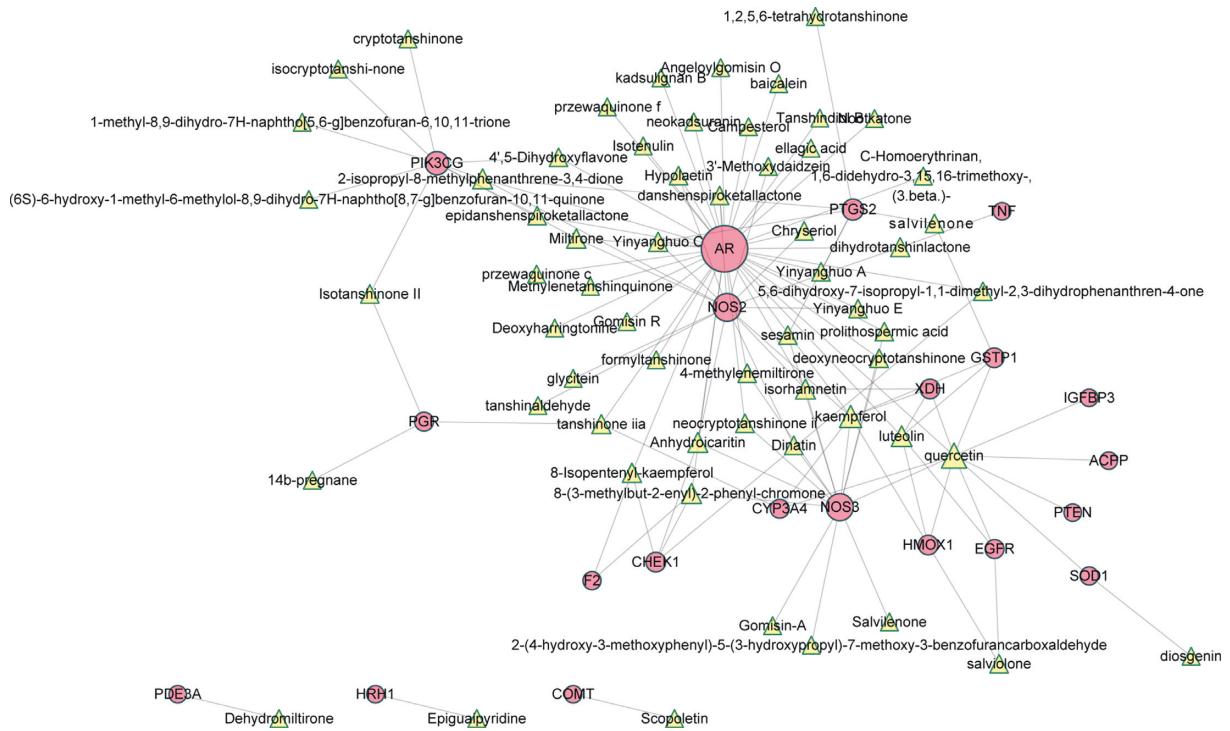 1,2,5,6-tetrahydrotanshinone
cryptotanshinone
isocryptotanshi-none
Angeloylgomisin O
kadsulignan B
baicalein
przewaquinone f
1-methyl-8,9-dihydro-7H-naphtho[5,6-g]benzofuran-6,10,11-trione
neokadsuranin
Campesterol
Tanshindiol B
Nootkatone
Isotenulin
ellagic acid
PIK3CG
4',5-Dihydroxyflavone
3'-Methoxydaidzein
C-Homoerythrinan,
1,6-didehydro-3,15,16-trimethoxy-,
(3.beta.)-
2-isopropyl-8-methylphenanthrene-3,4-dione
Hypolaetin
(6S)-6-hydroxy-1-methyl-6-methylol-8,9-dihydro-7H-naphtho[8,7-g]benzofuran-10,11-quinone
danshenspiroketallactone
PTGS2
TNF
epidanshenspiroketallactone
salvilenone
Chryseriol
Miltirone
Yinyanghuo C
AR
dihydrotanshinlactone
przewaquinone c
Yinyanghuo A
Methylenetanshinquinone
5,6-dihydroxy-7-isopropyl-1,1-dimethyl-2,3-dihydrophenanthren-4-one
Isotanshinone II
NOS2
Yinyanghuo E
Deoxyharringtonine
Gomisin R
sesamin
prolithospermic acid
formyltanshinone
deoxyneocryptotanshinone
GSTP1
glycitein
4-methylenemiltirone
isorhamnetin
XDH
IGFBP3
tanshinaldehyde
PGR
tanshinone iia
neocryptotanshinone ii
kaempferol
Anhydroicaritin
Dinatin
luteolin
quercetin
ACPP
14b-pregnane
8-Isopentenyl-kaempferol
8-(3-methylbut-2-enyl)-2-phenyl-chromone
CYP3A4
NOS3
PTEN
CHEK1
HMOX1
EGFR
F2
SOD1
Gomisin-A
Salvilenone
2-(4-hydroxy-3-methoxyphenyl)-5-(3-hydroxypropyl)-7-methoxy-3-benzofurancarboxaldehyde
salviolone
diosgenin
PDE3A
HRH1
COMT
Dehydromiltirone
Epigualpyridine
Scopoletin